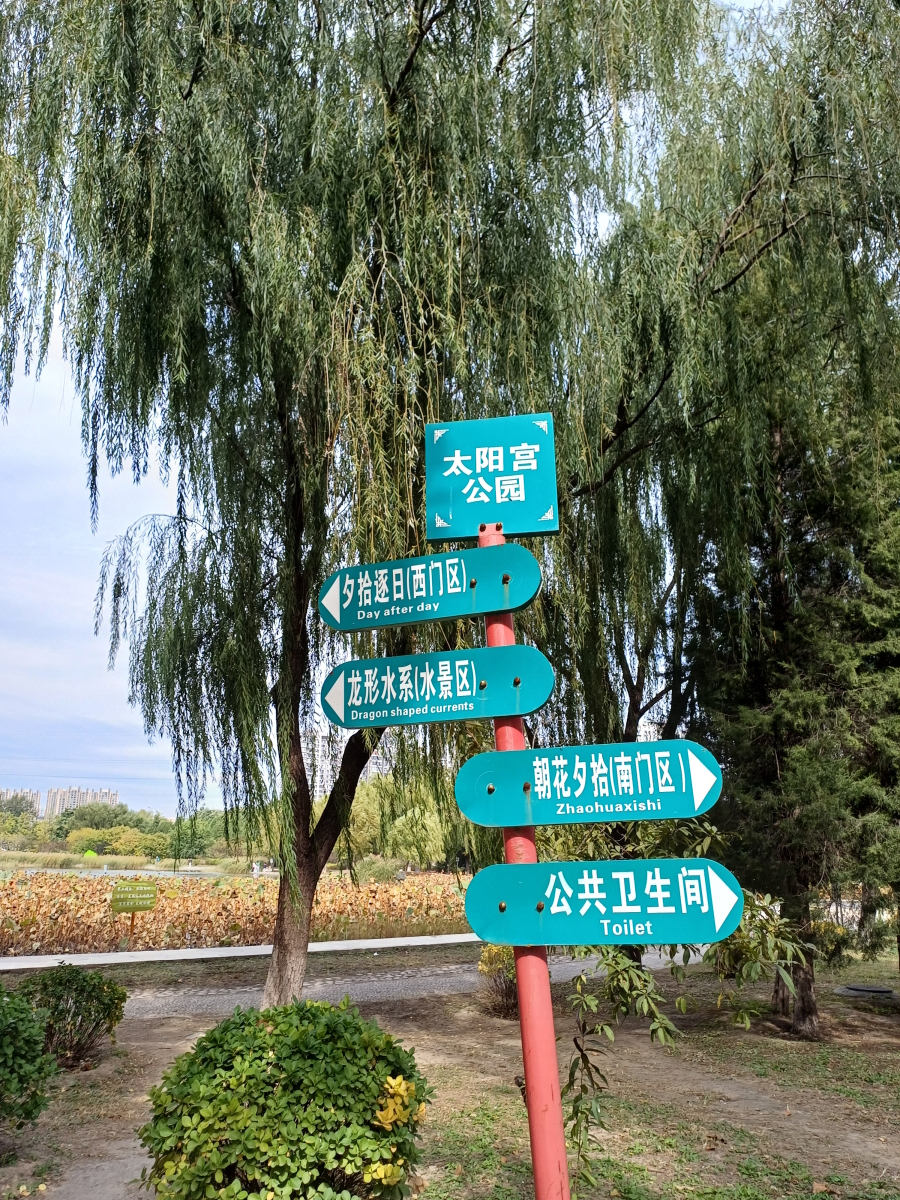 太阳宫
公园
夕拾逐日(西门区)
Day after day
龙形水系(水景区)
Dragon shaped currents
朝花夕拾(南门区)
Zhaohuaxishi
公共卫生间
Toilet